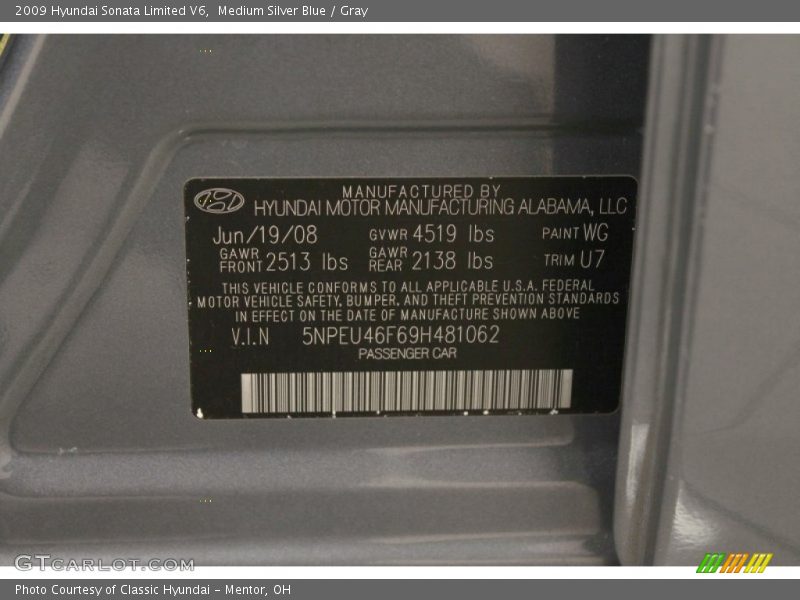 2009 Hyundai Sonata Limited V6, Medium Silver Blue / Gray
MANUFACTURED BY
HYUNDAI MOTOR MANUFACTURING ALABAMA, LLC
Jun/19/08 GVWR 4519 lbs PAINT WG
GAWR FRONT 2513 lbs GAWR REAR 2138 lbs TRIM U7
THIS VEHICLE CONFORMS TO ALL APPLICABLE U.S.A. FEDERAL
MOTOR VEHICLE SAFETY, BUMPER, AND THEFT PREVENTION STANDARDS
IN EFFECT ON THE DATE OF MANUFACTURE SHOWN ABOVE
V.I.N 5NPEU46F69H481062
PASSENGER CAR
GTCARLOT.COM
Photo Courtesy of Classic Hyundai - Mentor, OH